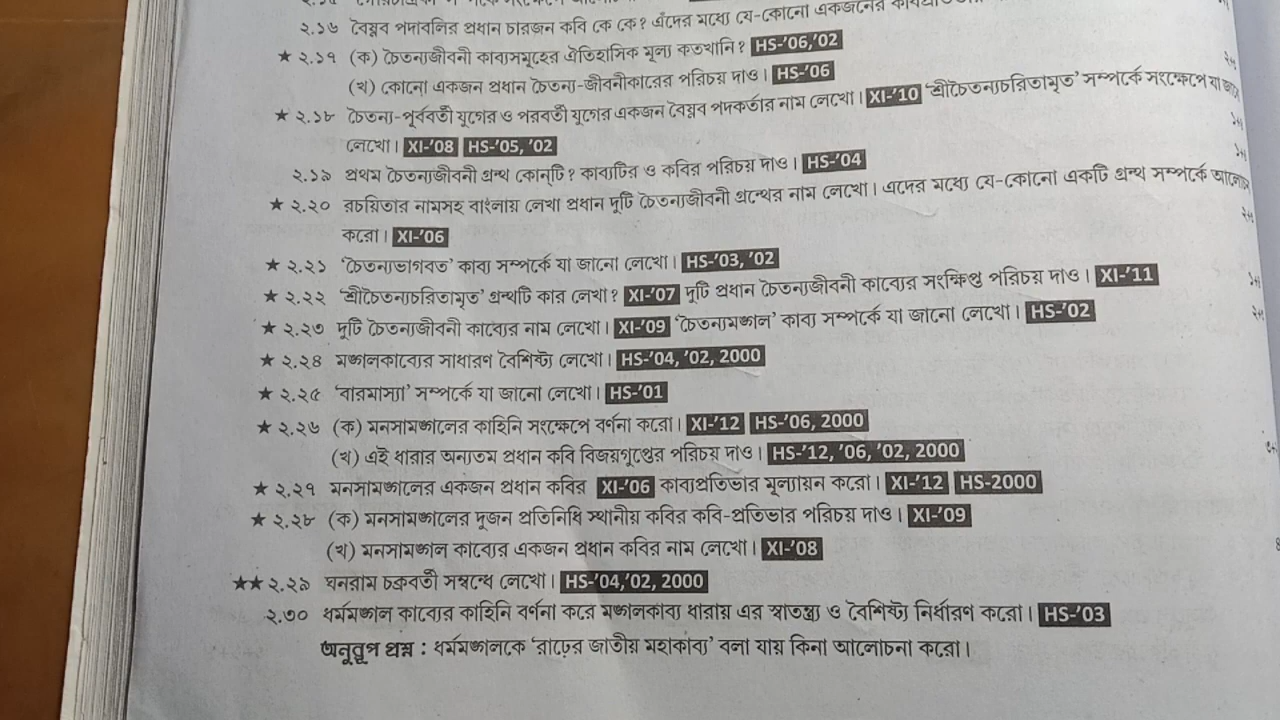 ২.১৬ বৈষ্ণব পদাবলির প্রধান চারজন কবি কে কে? এঁদের মধ্যে যে-কোনো একজনের
★ ২.১৭ (ক) চৈতন্যজীবনী কাব্যসমূহের ঐতিহাসিক মূল্য কতখানি? HS-'06,'02
(খ) কোনো একজন প্রধান চৈতন্য-জীবনীকারের পরিচয় দাও। HS-'06
★ ২.১৮ চৈতন্য-পূর্ববর্তী যুগের ও পরবর্তী যুগের একজন বৈষ্ণব পদকর্তার নাম লেখো। XI-'10 'শ্রীচৈতন্যচরিতামৃত' সম্পর্কে সংক্ষেপে যা জানো
লেখো। XI-'08 HS-'05, '02
২.১৯ প্রথম চৈতন্যজীবনী গ্রন্থ কোন্‌টি? কাব্যটির ও কবির পরিচয় দাও। HS-'04
★ ২.২০ রচয়িতার নামসহ বাংলায় লেখা প্রধান দুটি চৈতন্যজীবনী গ্রন্থের নাম লেখো। এদের মধ্যে যে-কোনো একটি গ্রন্থ সম্পর্কে আলোচনা
করো। XI-'06
★ ২.২১ 'চৈতন্যভাগবত' কাব্য সম্পর্কে যা জানো লেখো। HS-'03, '02
★ ২.২২ 'শ্রীচৈতন্যচরিতামৃত' গ্রন্থটি কার লেখা? XI-'07 দুটি প্রধান চৈতন্যজীবনী কাব্যের সংক্ষিপ্ত পরিচয় দাও। XI-'11
★ ২.২৩ দুটি চৈতন্যজীবনী কাব্যের নাম লেখো। XI-'09 'চৈতন্যমঙ্গল' কাব্য সম্পর্কে যা জানো লেখো। HS-'02
★ ২.২৪ মঙ্গলকাব্যের সাধারণ বৈশিষ্ট্য লেখো। HS-'04, '02, 2000
★ ২.২৫ 'বারমাস্যা' সম্পর্কে যা জানো লেখো। HS-'01
★ ২.২৬ (ক) মনসামঙ্গলের কাহিনি সংক্ষেপে বর্ণনা করো। XI-'12 HS-'06, 2000
(খ) এই ধারার অন্যতম প্রধান কবি বিজয়গুপ্তের পরিচয় দাও। HS-'12, '06, '02, 2000
★ ২.২৭ মনসামঙ্গলের একজন প্রধান কবির XI-'06 কাব্যপ্রতিভার মূল্যায়ন করো। XI-'12 HS-2000
★ ২.২৮ (ক) মনসামঙ্গলের দুজন প্রতিনিধি স্থানীয় কবির কবি-প্রতিভার পরিচয় দাও। XI-'09
(খ) মনসামঙ্গল কাব্যের একজন প্রধান কবির নাম লেখো। XI-'08
★★ ২.২৯ ঘনরাম চক্রবর্তী সম্বন্ধে লেখো। HS-'04,'02, 2000
২.৩০ ধর্মমঙ্গল কাব্যের কাহিনি বর্ণনা করে মঙ্গলকাব্য ধারায় এর স্বাতন্ত্র্য ও বৈশিষ্ট্য নির্ধারণ করো। HS-'03
অনুরূপ প্রশ্ন : ধর্মমঙ্গলকে 'রাঢ়ের জাতীয় মহাকাব্য' বলা যায় কিনা আলোচনা করো।